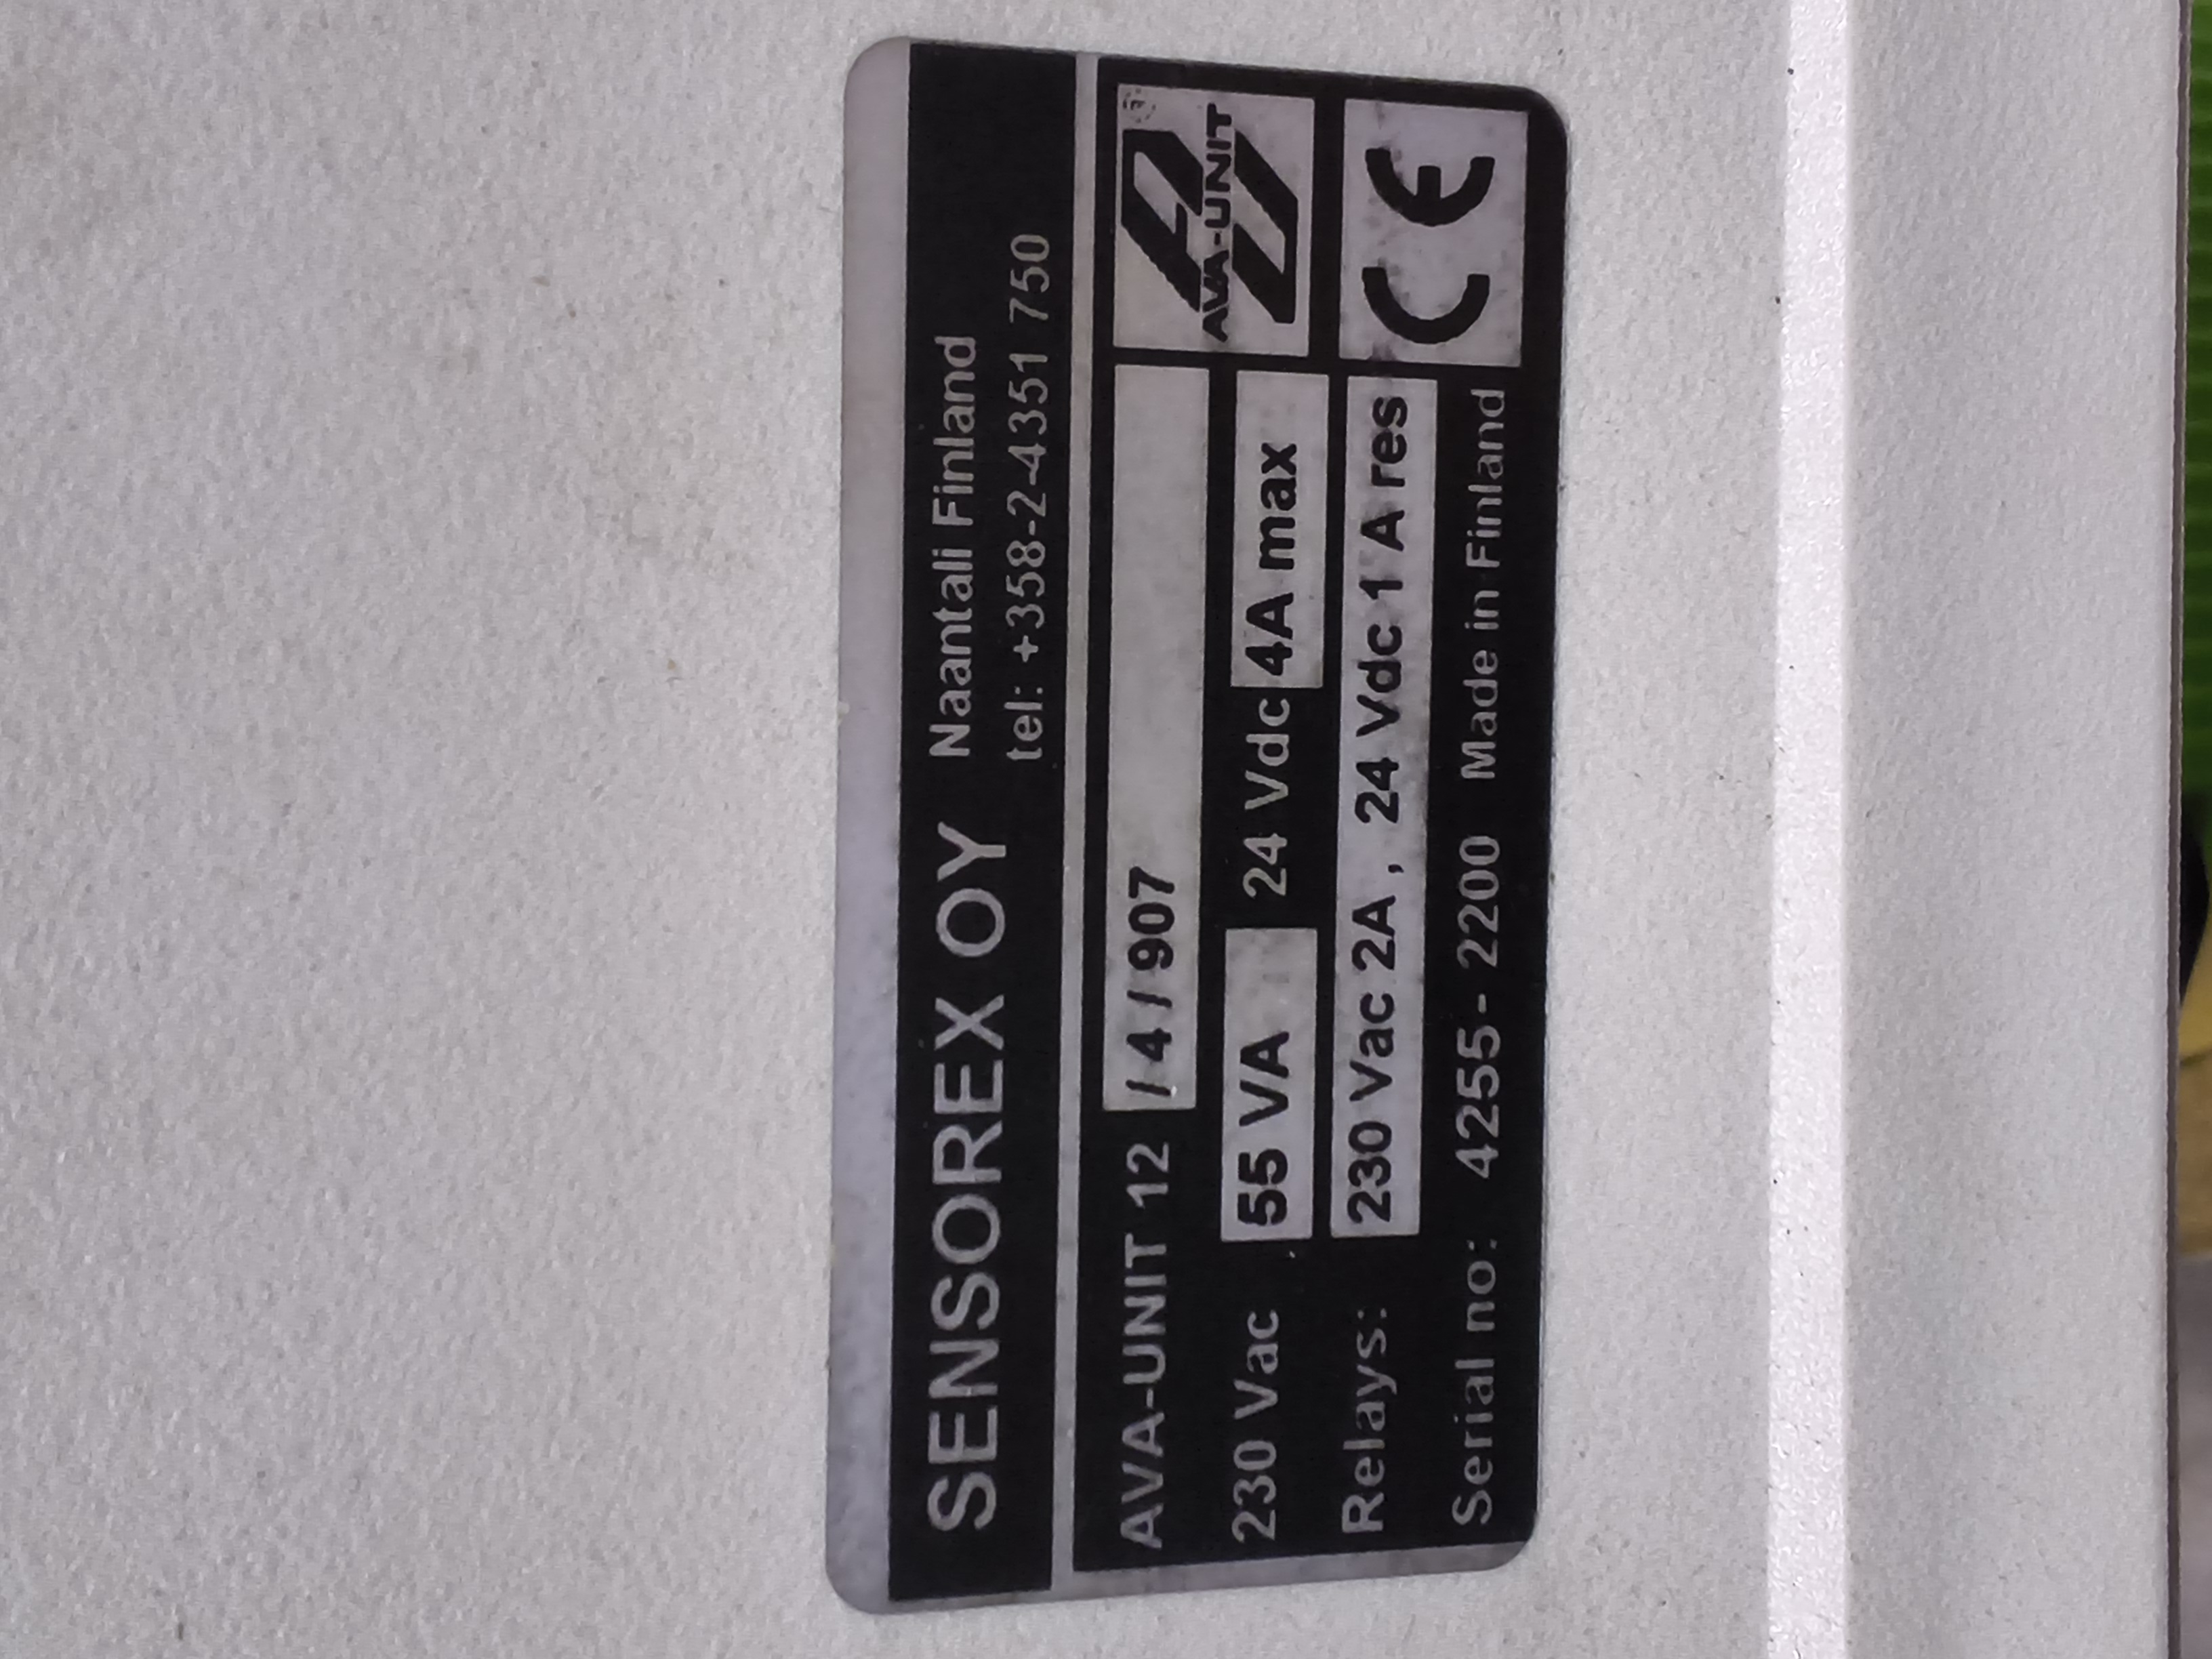 SENSOREX OY Naantali Finland
tel: +358-2-4351 750
AVA-UNIT 12 / 4 / 907
AVA-UNIT
230 Vac 55 VA 24 Vdc 4A max
Relays: 230 Vac 2A , 24 Vdc 1 A res
CE
Serial no: 4255- 2200 Made in Finland